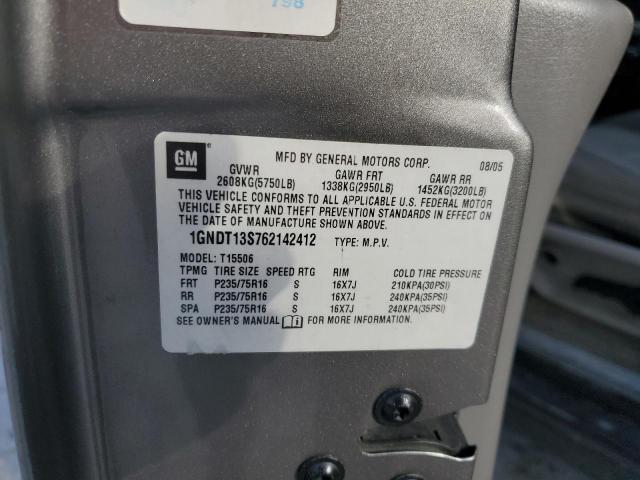 798
GM
MFD BY GENERAL MOTORS CORP. 08/05
GVWR GAWR FRT GAWR RR
2608KG(5750LB) 1338KG(2950LB) 1452KG(3200LB)
THIS VEHICLE CONFORMS TO ALL APPLICABLE U.S. FEDERAL MOTOR
VEHICLE SAFETY AND THEFT PREVENTION STANDARDS IN EFFECT ON
THE DATE OF MANUFACTURE SHOWN ABOVE.
1GNDT13S762142412 TYPE: M.P.V.
MODEL: T15506
TPMG TIRE SIZE SPEED RTG RIM COLD TIRE PRESSURE
FRT P235/75R16 S 16X7J 210KPA(30PSI)
RR P235/75R16 S 16X7J 240KPA(35PSI)
SPA P235/75R16 S 16X7J 240KPA(35PSI)
SEE OWNER'S MANUAL FOR MORE INFORMATION.